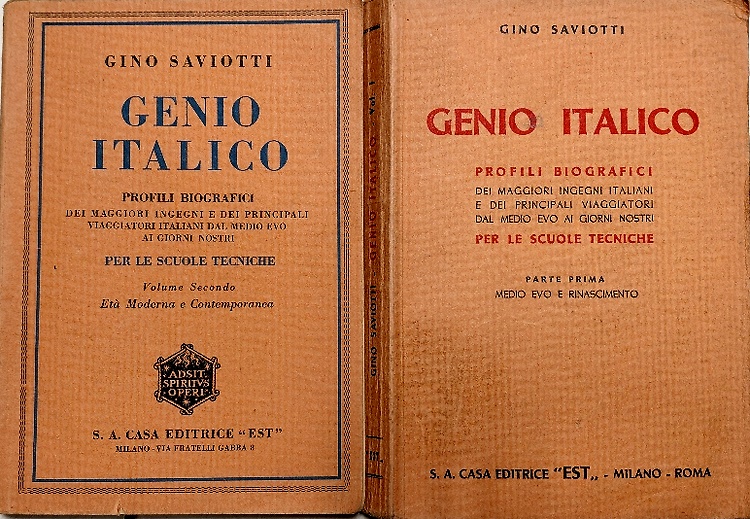 GINO SAVIOTTI
GENIO
ITALICO
PROFILI BIOGRAFICI
DEI MAGGIORI INGEGNI E DEI PRINCIPALI
VIAGGIATORI ITALIANI DAL MEDIO EVO
AI GIORNI NOSTRI
PER LE SCUOLE TECNICHE
Volume Secondo
Età Moderna e Contemporanea
ADSIT
SPIRITVS
OPERI
S. A. CASA EDITRICE "EST"
MILANO - VIA FRATELLI GABBA 8
GINO SAVIOTTI - GENIO ITALICO Vol. I
GINO SAVIOTTI
GENIO ITALICO
PROFILI BIOGRAFICI
DEI MAGGIORI INGEGNI ITALIANI
E DEI PRINCIPALI VIAGGIATORI
DAL MEDIO EVO AI GIORNI NOSTRI
PER LE SCUOLE TECNICHE
PARTE PRIMA
MEDIO EVO E RINASCIMENTO
S. A. CASA EDITRICE "EST„ - MILANO - ROMA